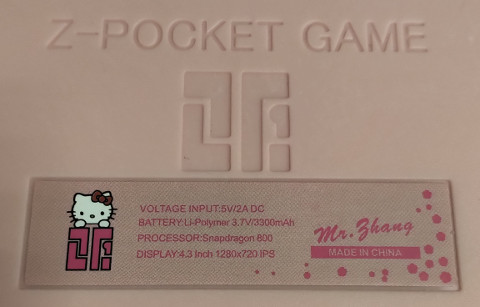 Z-POCKET GAME
VOLTAGE INPUT:5V/2A DC
BATTERY:Li-Polymer 3.7V/3300mAh
PROCESSOR:Snapdragon 800
DISPLAY:4.3 Inch 1280x720 IPS
Mr.Zhang
MADE IN CHINA